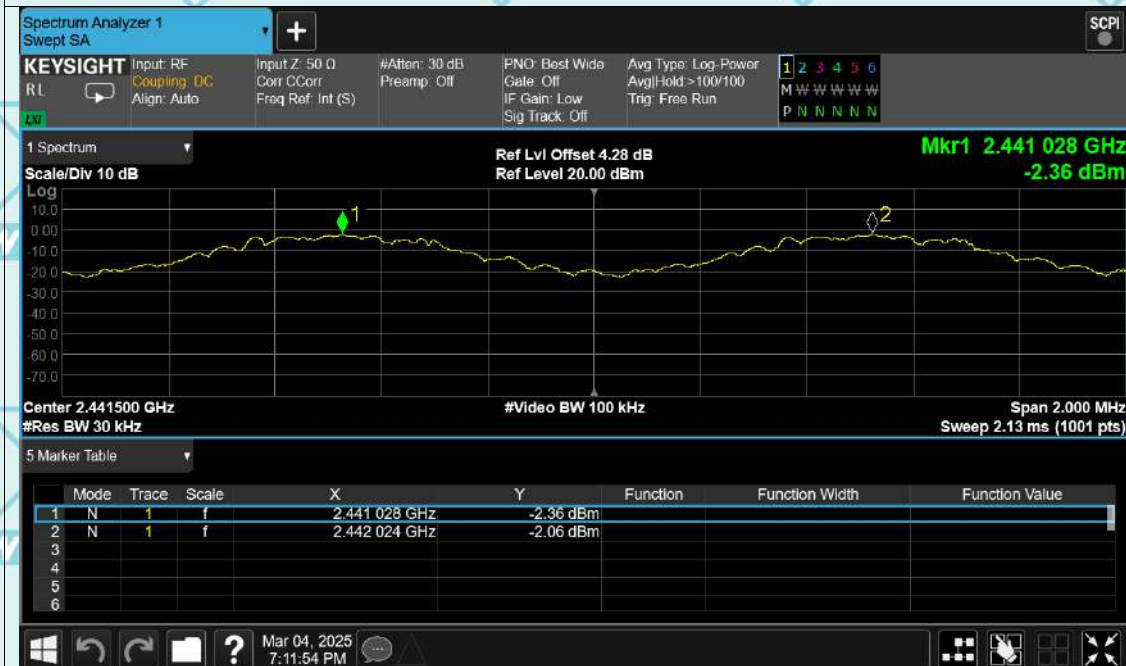 Spectrum Analyzer 1
Swept SA
+
SCPI
KEYSIGHT Input: RF Input Z: 50 Ω #Atten: 30 dB PNO: Best Wide Avg Type: Log-Power 1 2 3 4 5 6
RL Coupling: DC Corr CCorr Preamp: Off Gate: Off Avg|Hold:>100/100 M W W W W W
Align: Auto Freq Ref: Int (S) IF Gain: Low Trig: Free Run
Sig Track: Off P N N N N N
LXI
1 Spectrum
Ref Lvl Offset 4.28 dB Mkr1 2.441 028 GHz
Scale/Div 10 dB Ref Level 20.00 dBm -2.36 dBm
Log
10.0
0.00
-10.0
-20.0
-30.0
-40.0
-50.0
-60.0
-70.0
1
2
Center 2.441500 GHz #Video BW 100 kHz Span 2.000 MHz
#Res BW 30 kHz Sweep 2.13 ms (1001 pts)
5 Marker Table
Mode Trace Scale X Y Function Function Width Function Value
1 N 1 f 2.441 028 GHz -2.36 dBm
2 N 1 f 2.442 024 GHz -2.06 dBm
3
4
5
6
? Mar 04, 2025
7:11:54 PM